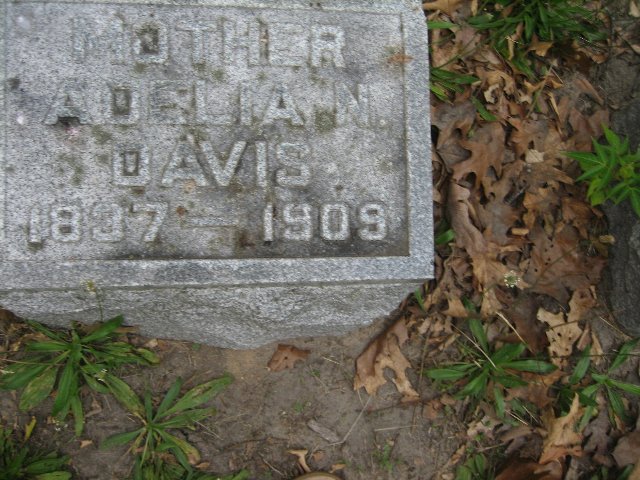 MOTHER
ADELIA N.
DAVIS
1837 — 1909